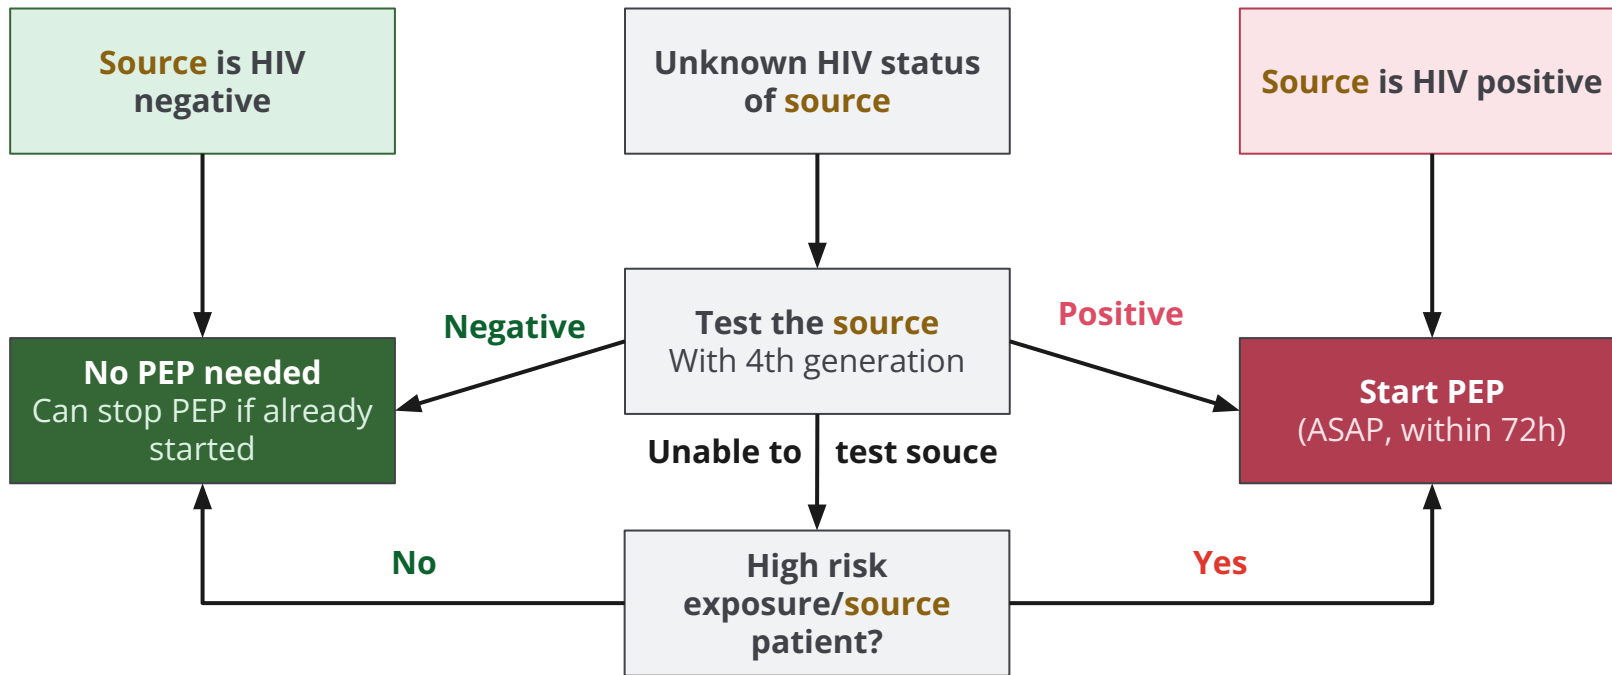 Source is HIV
negative
Unknown HIV status
of source
Source is HIV positive
Negative
Test the source
With 4th generation
Positive
No PEP needed
Can stop PEP if already
started
Start PEP
(ASAP, within 72h)
Unable to test souce
No
High risk
exposure/source
patient?
Yes